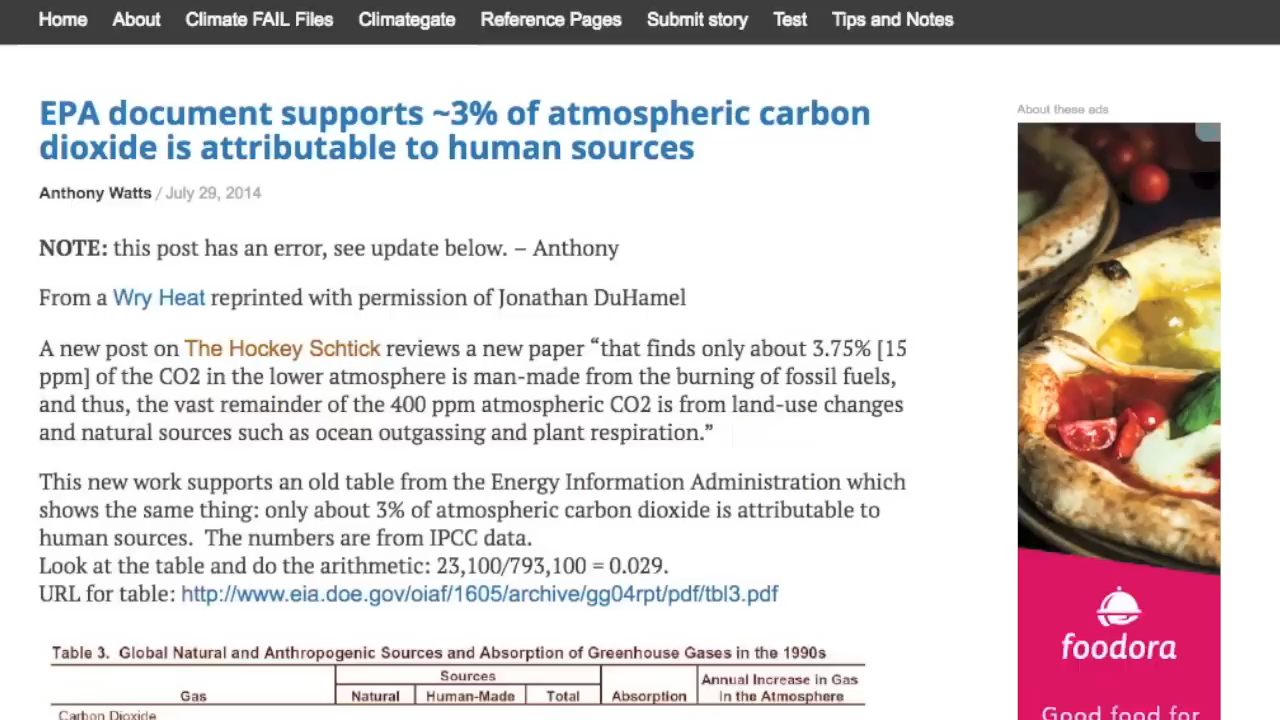 Home About Climate FAIL Files Climategate Reference Pages Submit story Test Tips and Notes
EPA document supports ~3% of atmospheric carbon
dioxide is attributable to human sources
Anthony Watts / July 29, 2014
NOTE: this post has an error, see update below. – Anthony
From a Wry Heat reprinted with permission of Jonathan DuHamel
A new post on The Hockey Schtick reviews a new paper “that finds only about 3.75% [15
ppm] of the CO2 in the lower atmosphere is man-made from the burning of fossil fuels,
and thus, the vast remainder of the 400 ppm atmospheric CO2 is from land-use changes
and natural sources such as ocean outgassing and plant respiration.”
This new work supports an old table from the Energy Information Administration which
shows the same thing: only about 3% of atmospheric carbon dioxide is attributable to
human sources. The numbers are from IPCC data.
Look at the table and do the arithmetic: 23,100/793,100 = 0.029.
URL for table: http://www.eia.doe.gov/oiaf/1605/archive/gg04rpt/pdf/tbl3.pdf
Table 3. Global Natural and Anthropogenic Sources and Absorption of Greenhouse Gases in the 1990s
Sources
Gas Natural Human-Made Total Absorption Annual Increase in Gas
in the Atmosphere
Carbon Dioxide
About these ads
foodora
Good food for